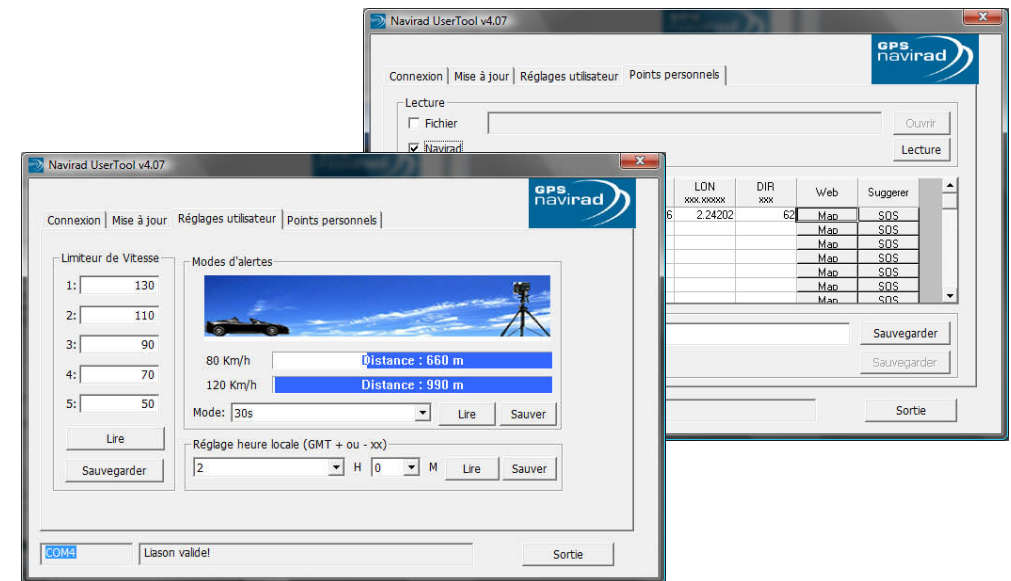 Navirad UserTool v4.07
GPS
navirad
Connexion Mise à jour Réglages utilisateur Points personnels
Lecture
Fichier Ouvrir
Navirad Lecture
LON DIR Web Suggerer
xxx.xxxxx xxx
6 2.24202 62 Map SOS
Map SOS
Map SOS
Map SOS
Map SOS
Map SOS
Map SOS
Sauvegarder
Sauvegarder
Sortie
Navirad UserTool v4.07
GPS
navirad
Connexion Mise à jour Réglages utilisateur Points personnels
Limiteur de Vitesse
1: 130
2: 110
3: 90
4: 70
5: 50
Lire
Sauvegarder
Modes d'alertes
80 Km/h Distance : 660 m
120 Km/h Distance : 990 m
Mode: 30s Lire Sauver
Réglage heure locale (GMT + ou - xx)
2 H 0 M Lire Sauver
COM4 Liason valide! Sortie